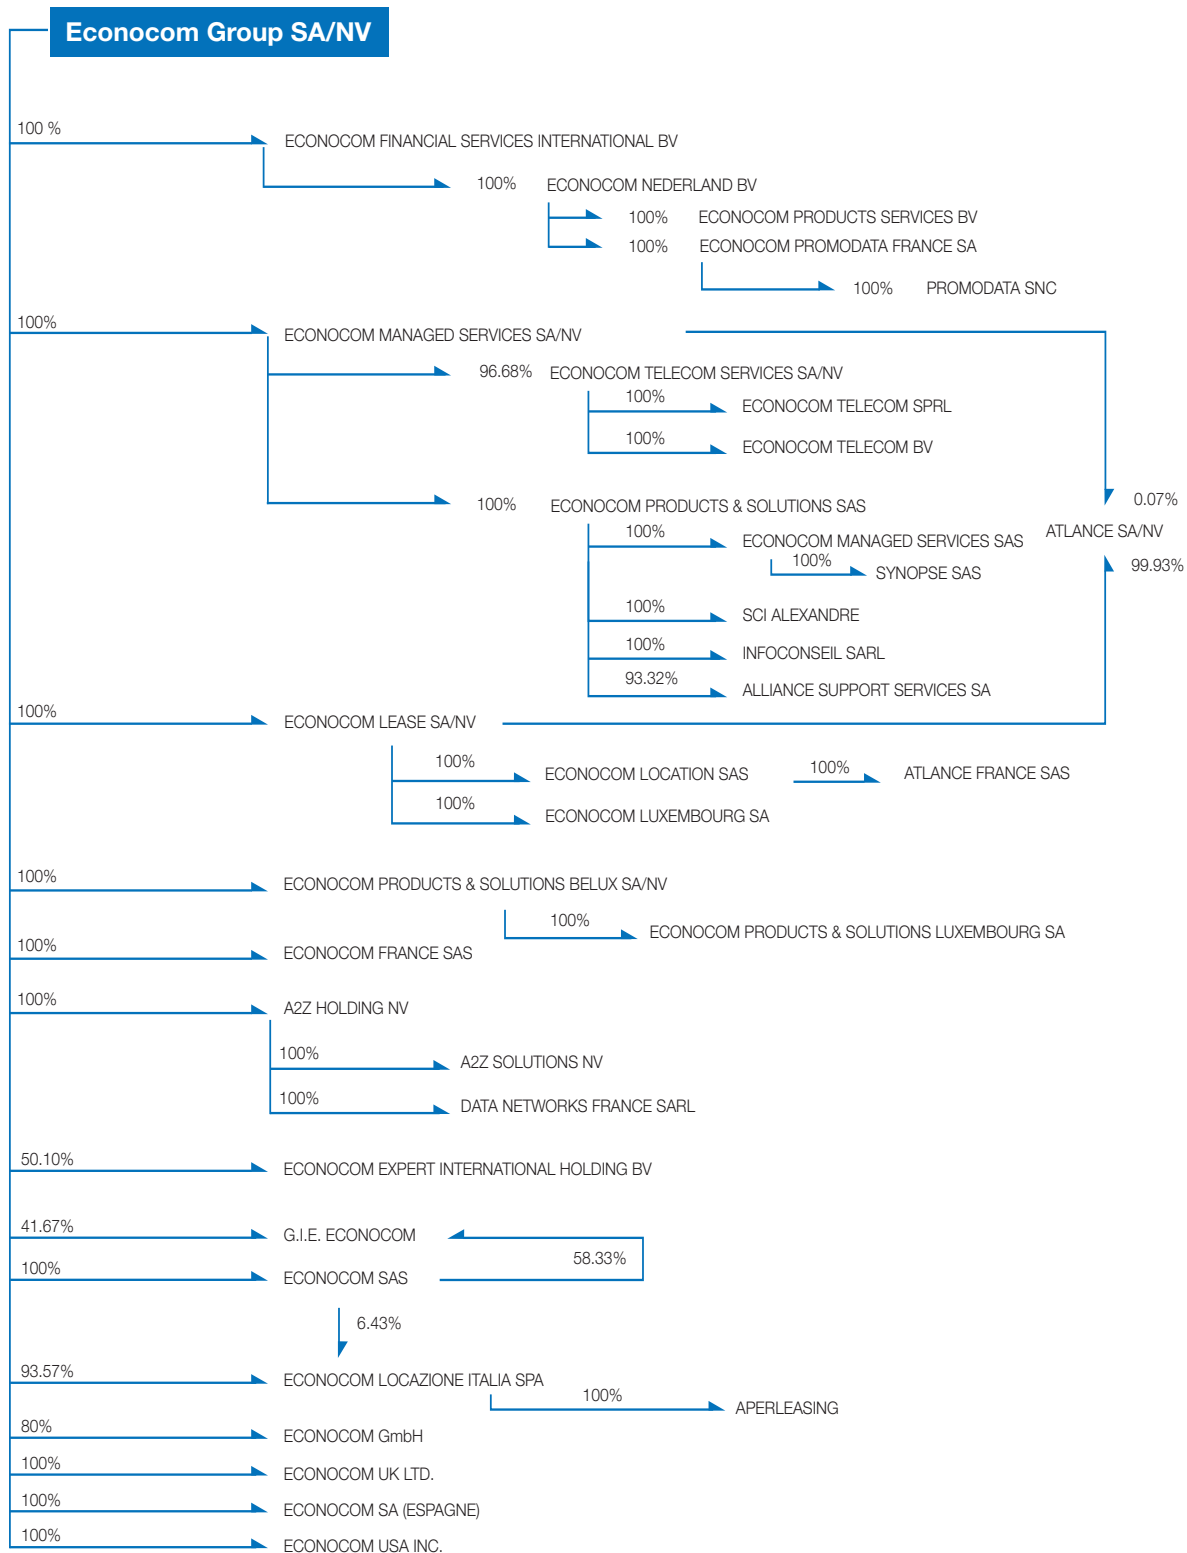 Econocom Group SA/NV
100 %
ECONOCOM FINANCIAL SERVICES INTERNATIONAL BV
100% ECONOCOM NEDERLAND BV
100% ECONOCOM PRODUCTS SERVICES BV
100% ECONOCOM PROMODATA FRANCE SA
100% PROMODATA SNC
100%
ECONOCOM MANAGED SERVICES SA/NV
96.68% ECONOCOM TELECOM SERVICES SA/NV
100%
ECONOCOM TELECOM SPRL
100%
ECONOCOM TELECOM BV
100% ECONOCOM PRODUCTS & SOLUTIONS SAS
0.07%
ATLANCE SA/NV
99.93%
100%
ECONOCOM MANAGED SERVICES SAS
100%
SYNOPSE SAS
100%
SCI ALEXANDRE
100%
INFOCONSEIL SARL
93.32%
ALLIANCE SUPPORT SERVICES SA
100%
ECONOCOM LEASE SA/NV
100%
ECONOCOM LOCATION SAS
100%
ATLANCE FRANCE SAS
100%
ECONOCOM LUXEMBOURG SA
100%
ECONOCOM PRODUCTS & SOLUTIONS BELUX SA/NV
100%
ECONOCOM PRODUCTS & SOLUTIONS LUXEMBOURG SA
100%
ECONOCOM FRANCE SAS
100%
A2Z HOLDING NV
100%
A2Z SOLUTIONS NV
100%
DATA NETWORKS FRANCE SARL
50.10%
ECONOCOM EXPERT INTERNATIONAL HOLDING BV
41.67%
G.I.E. ECONOCOM
58.33%
100%
ECONOCOM SAS
6.43%
93.57%
ECONOCOM LOCAZIONE ITALIA SPA
100%
APERLEASING
80%
ECONOCOM GmbH
100%
ECONOCOM UK LTD.
100%
ECONOCOM SA (ESPAGNE)
100%
ECONOCOM USA INC.